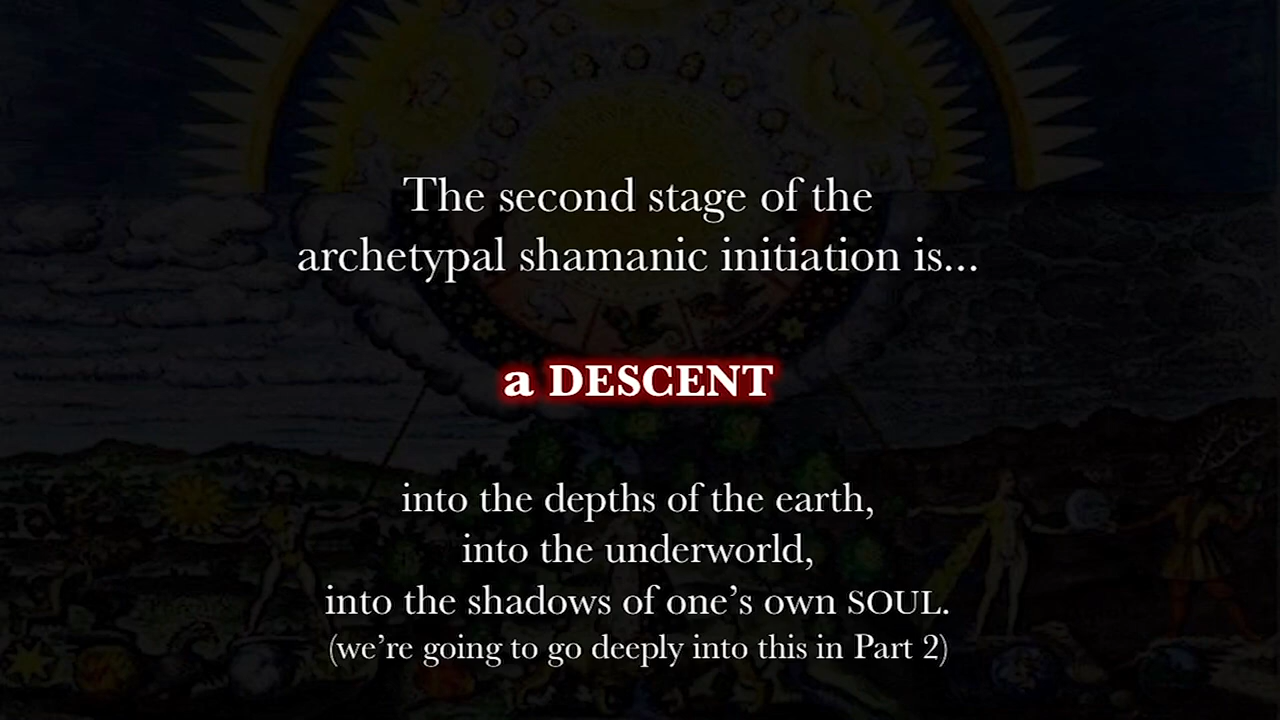 The second stage of the
archetypal shamanic initiation is...
a DESCENT
into the depths of the earth,
into the underworld,
into the shadows of one’s own SOUL.
(we’re going to go deeply into this in Part 2)